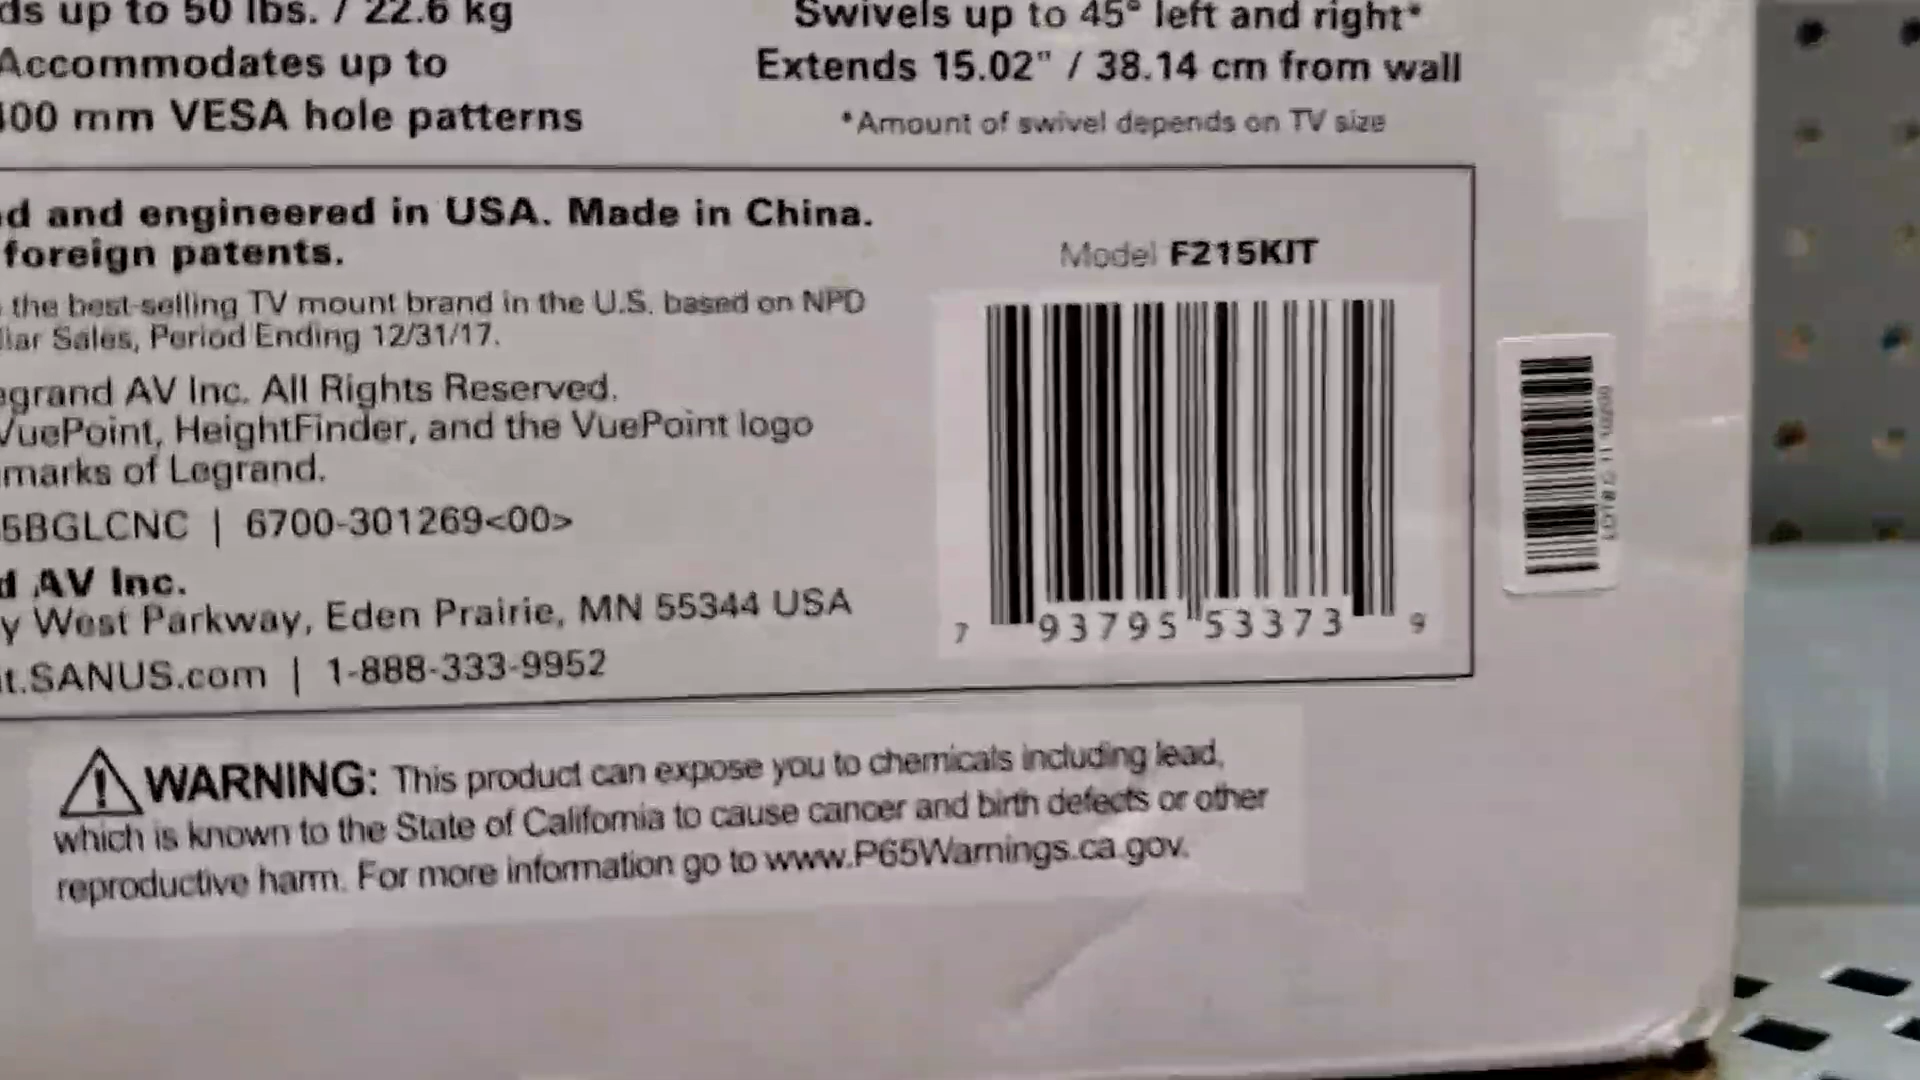 ds up to 50 lbs. / 22.6 kg
Accommodates up to
00 mm VESA hole patterns
Swivels up to 45° left and right*
Extends 15.02" / 38.14 cm from wall
*Amount of swivel depends on TV size
d and engineered in USA. Made in China.
foreign patents.
the best-selling TV mount brand in the U.S. based on NPD
llar Sales, Period Ending 12/31/17.
egrand AV Inc. All Rights Reserved.
VuePoint, HeightFinder, and the VuePoint logo
marks of Legrand.
5BGLCNC | 6700-301269<00>
d AV Inc.
y West Parkway, Eden Prairie, MN 55344 USA
t.SANUS.com | 1-888-333-9952
Model F215KIT
7 93795 53373 9
WARNING: This product can expose you to chemicals including lead,
which is known to the State of California to cause cancer and birth defects or other
reproductive harm. For more information go to www.P65Warnings.ca.gov.